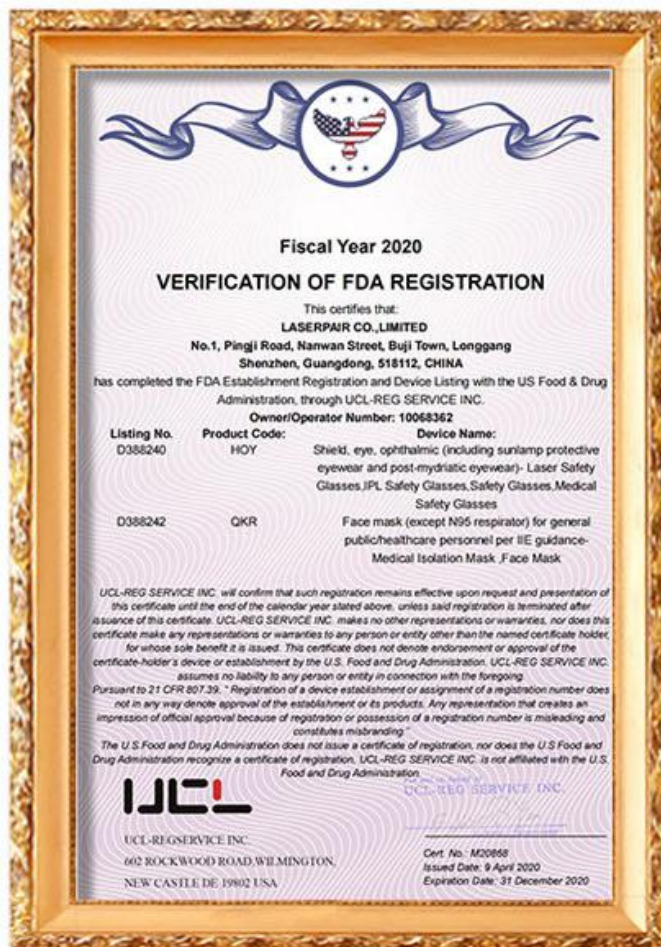 Fiscal Year 2020
VERIFICATION OF FDA REGISTRATION
This certifies that:
LASERPAIR CO.,LIMITED
No.1, Pingji Road, Nanwan Street, Buji Town, Longgang
Shenzhen, Guangdong, 518112, CHINA
has completed the FDA Establishment Registration and Device Listing with the US Food & Drug
Administration, through UCL-REG SERVICE INC.
Owner/Operator Number: 10068362
Listing No. Product Code: Device Name:
D388240 HOY Shield, eye, ophthalmic (including sunlamp protective
eyewear and post-mydriatic eyewear)- Laser Safety
Glasses,IPL Safety Glasses,Safety Glasses,Medical
Safety Glasses
D388242 QKR Face mask (except N95 respirator) for general
public/healthcare personnel per IIE guidance-
Medical Isolation Mask ,Face Mask
UCL-REG SERVICE INC. will confirm that such registration remains effective upon request and presentation of
this certificate until the end of the calendar year stated above, unless said registration is terminated after
issuance of this certificate. UCL-REG SERVICE INC. makes no other representations or warranties, nor does this
certificate make any representations or warranties to any person or entity other than the named certificate holder,
for whose sole benefit it is issued. This certificate does not denote endorsement or approval of the
certificate-holder's device or establishment by the U.S. Food and Drug Administration. UCL-REG SERVICE INC.
assumes no liability to any person or entity in connection with the foregoing.
Pursuant to 21 CFR 807.39, " Registration of a device establishment or assignment of a registration number does
not in any way denote approval of the establishment or its products. Any representation that creates an
impression of official approval because of registration or possession of a registration number is misleading and
constitutes misbranding."
The U.S.Food and Drug Administration does not issue a certificate of registration, nor does the U.S Food and
Drug Administration recognize a certificate of registration. UCL-REG SERVICE INC. is not affiliated with the U.S.
Food and Drug Administration.
UCL
For and on behalf of
UCL-REG SERVICE INC.
UCL-REGSERVICE INC.
602 ROCKWOOD ROAD,WILMINGTON,
NEW CASTLE DE 19802 USA
Cert. No.: M20868
Issued Date: 9 April 2020
Expiration Date: 31 December 2020